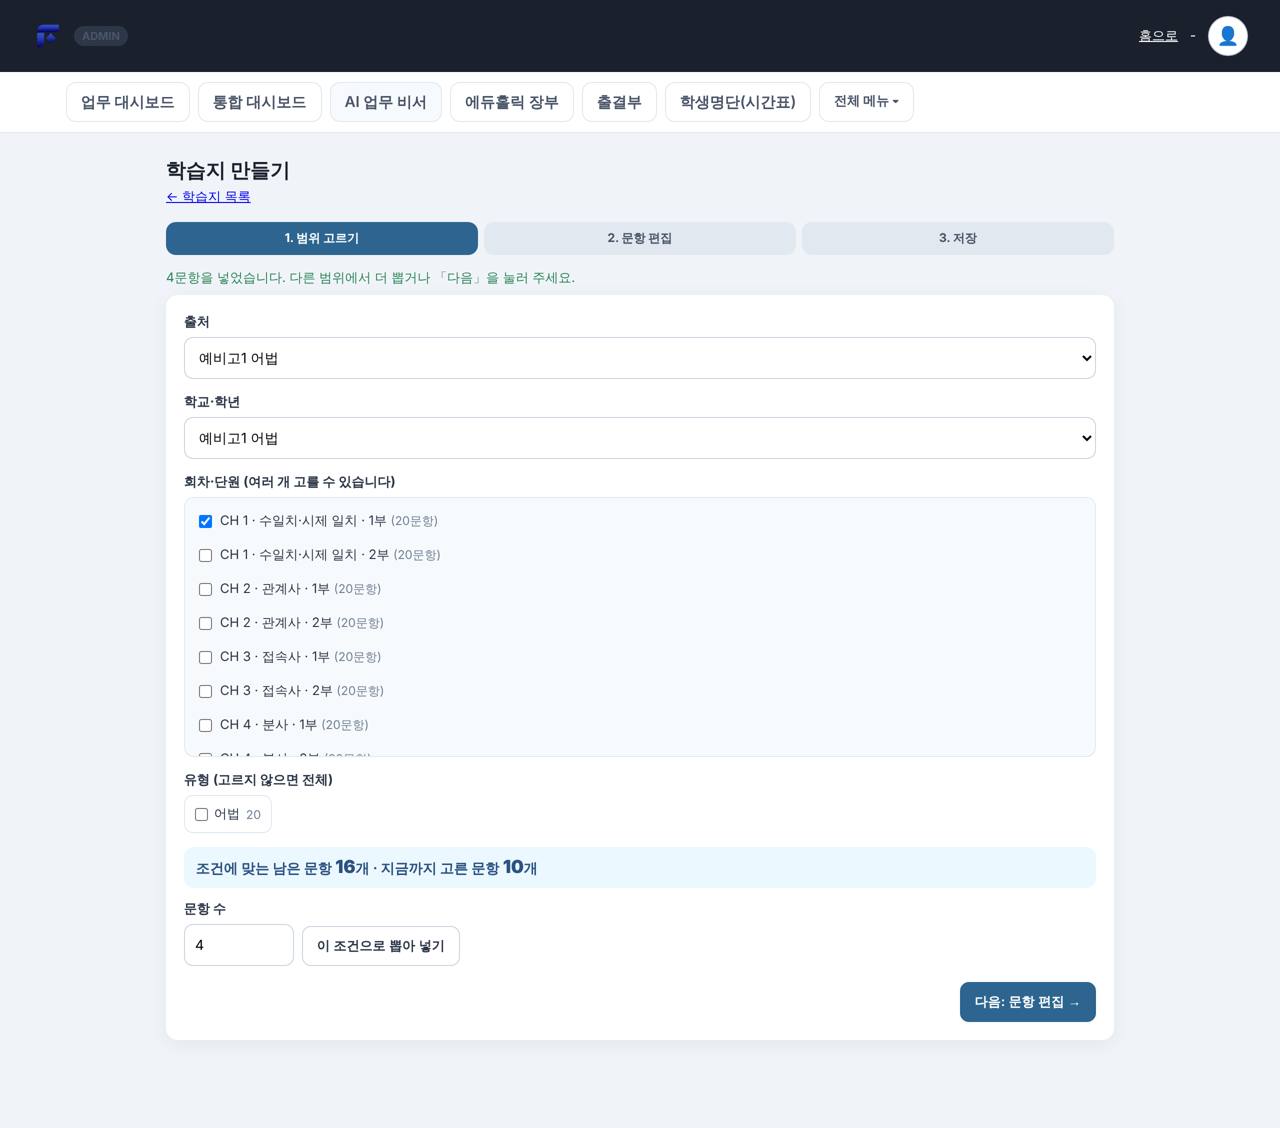 ADMIN
홈으로 -
업무 대시보드 통합 대시보드 AI 업무 비서 에듀홀릭 장부 출결부 학생명단(시간표) 전체 메뉴
학습지 만들기
← 학습지 목록
1. 범위 고르기 2. 문항 편집 3. 저장
4문항을 넣었습니다. 다른 범위에서 더 뽑거나 「다음」을 눌러 주세요.
출처
예비고1 어법
학교·학년
예비고1 어법
회차·단원 (여러 개 고를 수 있습니다)
CH 1 · 수일치·시제 일치 · 1부 (20문항)
CH 1 · 수일치·시제 일치 · 2부 (20문항)
CH 2 · 관계사 · 1부 (20문항)
CH 2 · 관계사 · 2부 (20문항)
CH 3 · 접속사 · 1부 (20문항)
CH 3 · 접속사 · 2부 (20문항)
CH 4 · 분사 · 1부 (20문항)
유형 (고르지 않으면 전체)
어법 20
조건에 맞는 남은 문항 16개 · 지금까지 고른 문항 10개
문항 수
4 이 조건으로 뽑아 넣기
다음: 문항 편집 →